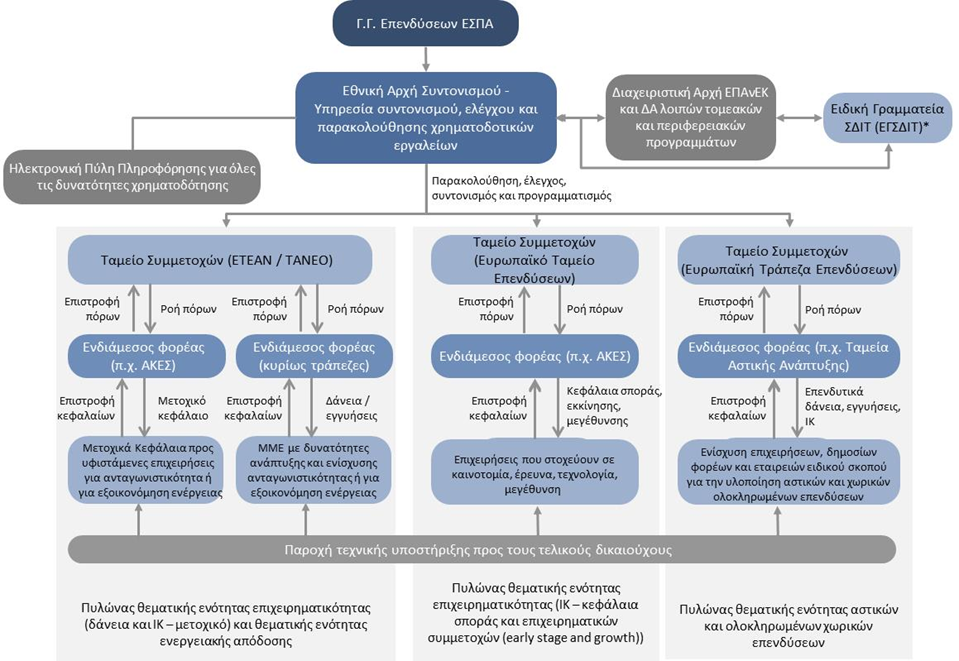 Γ.Γ. Επενδύσεων ΕΣΠΑ
Εθνική Αρχή Συντονισμού -
Υπηρεσία συντονισμού, ελέγχου και
παρακολούθησης χρηματοδοτικών
εργαλείων
Διαχειριστική Αρχή ΕΠΑνΕΚ
και ΔΑ λοιπών τομεακών
και περιφερειακών
προγραμμάτων
Ειδική Γραμματεία
ΣΔΙΤ (ΕΓΣΔΙΤ)*
Ηλεκτρονική Πύλη Πληροφόρησης για όλες
τις δυνατότητες χρηματοδότησης
Παρακολούθηση, έλεγχος,
συντονισμός και προγραμματισμός
Ταμείο Συμμετοχών (ΕΤΕΑΝ / ΤΑΝΕΟ)
Επιστροφή
πόρων
Ροή πόρων
Επιστροφή
πόρων
Ροή πόρων
Ενδιάμεσος φορέας
(π.χ. ΑΚΕΣ)
Ενδιάμεσος φορέας
(κυρίως τράπεζες)
Επιστροφή
κεφαλαίων
Μετοχικό
κεφάλαιο
Επιστροφή
κεφαλαίων
Δάνεια /
εγγυήσεις
Μετοχικά Κεφάλαια προς
υφιστάμενες επιχειρήσεις
για ανταγωνιστικότητα ή
για εξοικονόμηση ενέργειας
ΜΜΕ με δυνατότητες
ανάπτυξης και ενίσχυσης
ανταγωνιστικότητας ή για
εξοικονόμηση ενέργειας
Ταμείο Συμμετοχών
(Ευρωπαϊκό Ταμείο
Επενδύσεων)
Επιστροφή
πόρων
Ροή πόρων
Ενδιάμεσος φορέας (π.χ. ΑΚΕΣ)
Επιστροφή
κεφαλαίων
Κεφάλαια σποράς,
εκκίνησης,
μεγέθυνσης
Επιχειρήσεις που στοχεύουν σε
καινοτομία, έρευνα, τεχνολογία,
μεγέθυνση
Ταμείο Συμμετοχών
(Ευρωπαϊκή Τράπεζα Επενδύσεων)
Επιστροφή
πόρων
Ροή πόρων
Ενδιάμεσος φορέας (π.χ. Ταμεία
Αστικής Ανάπτυξης)
Επιστροφή
κεφαλαίων
Επενδυτικά
δάνεια, εγγυήσεις,
ΙΚ
Ενίσχυση επιχειρήσεων, δημοσίων
φορέων και εταιρειών ειδικού σκοπού
για την υλοποίηση αστικών και χωρικών
ολοκληρωμένων επενδύσεων
Παροχή τεχνικής υποστήριξης προς τους τελικούς δικαιούχους
Πυλώνας θεματικής ενότητας επιχειρηματικότητας
(δάνεια και ΙΚ – μετοχικό) και θεματικής ενότητας
ενεργειακής απόδοσης
Πυλώνας θεματικής ενότητας
επιχειρηματικότητας (ΙΚ – κεφάλαια
σποράς και επιχειρηματικών
συμμετοχών (early stage and growth))
Πυλώνας θεματικής ενότητας αστικών
και ολοκληρωμένων χωρικών
επενδύσεων